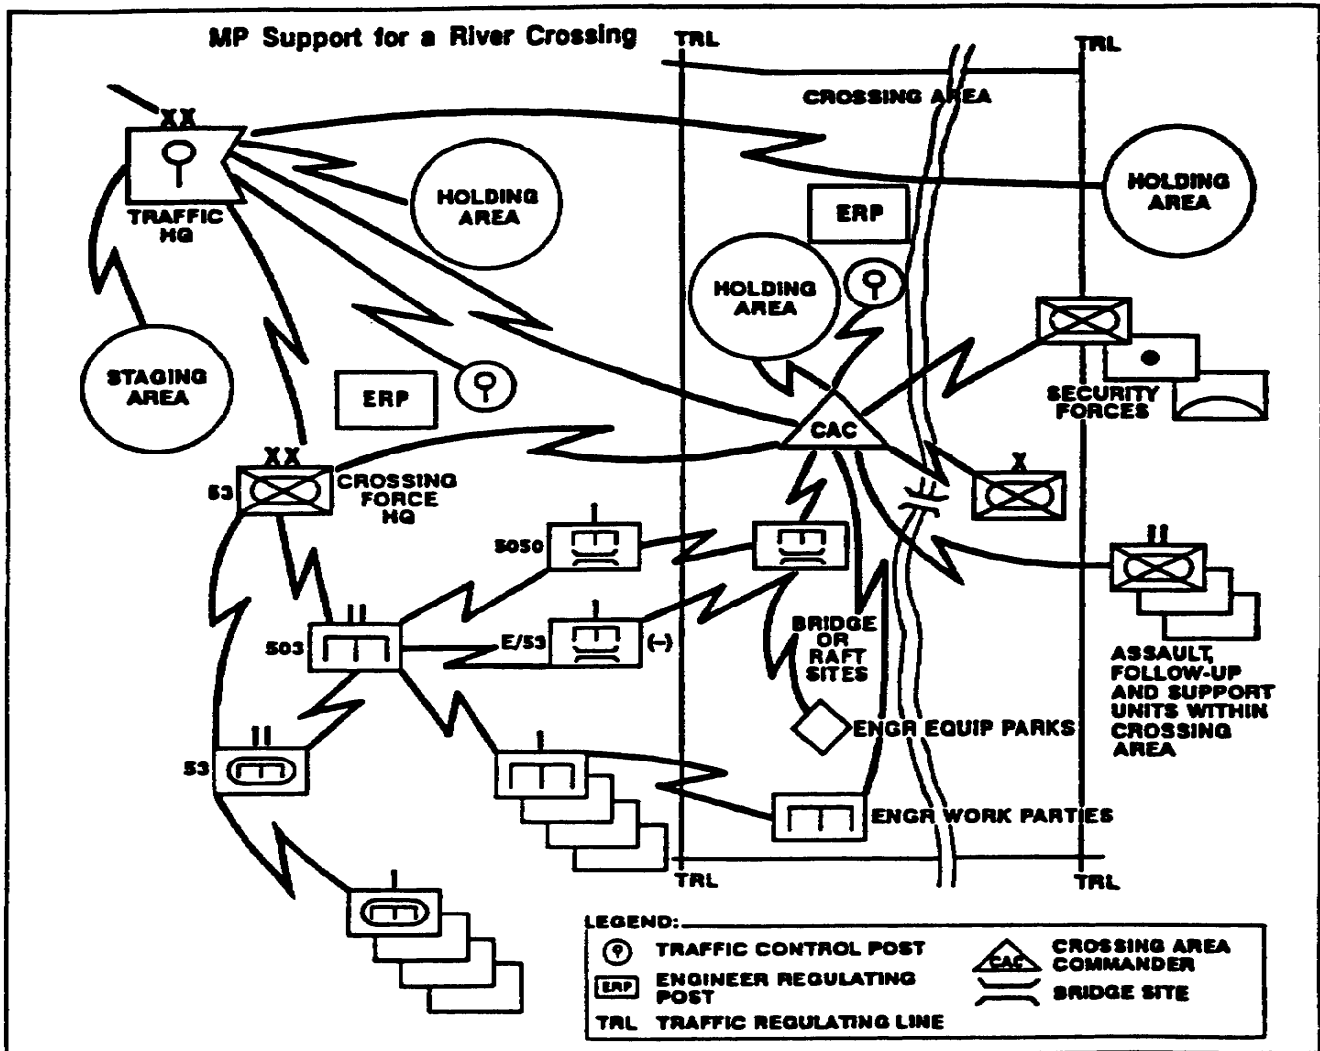 MP Support for a River Crossing
TRL
TRL
CROSSING AREA
XX
TRAFFIC
HQ
HOLDING
AREA
HOLDING
AREA
ERP
HOLDING
AREA
STAGING
AREA
ERP
SECURITY
FORCES
CAC
XX
53
CROSSING
FORCE
HQ
X
5050
503
E/53
(-)
BRIDGE
OR
RAFT
SITES
ASSAULT,
FOLLOW-UP
AND SUPPORT
UNITS WITHIN
CROSSING
AREA
ENGR EQUIP PARKS
53
ENGR WORK PARTIES
TRL
TRL
LEGEND:
TRAFFIC CONTROL POST
ERP ENGINEER REGULATING
POST
TRL TRAFFIC REGULATING LINE
CAC CROSSING AREA
COMMANDER
BRIDGE SITE